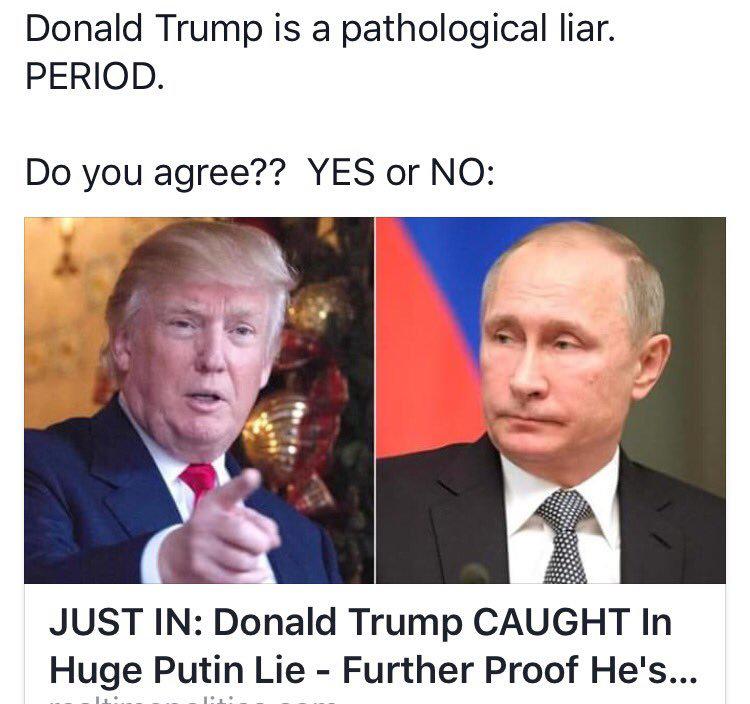 Donald Trump is a pathological liar.
PERIOD.
Do you agree?? YES or NO:
JUST IN: Donald Trump CAUGHT In
Huge Putin Lie - Further Proof He's...